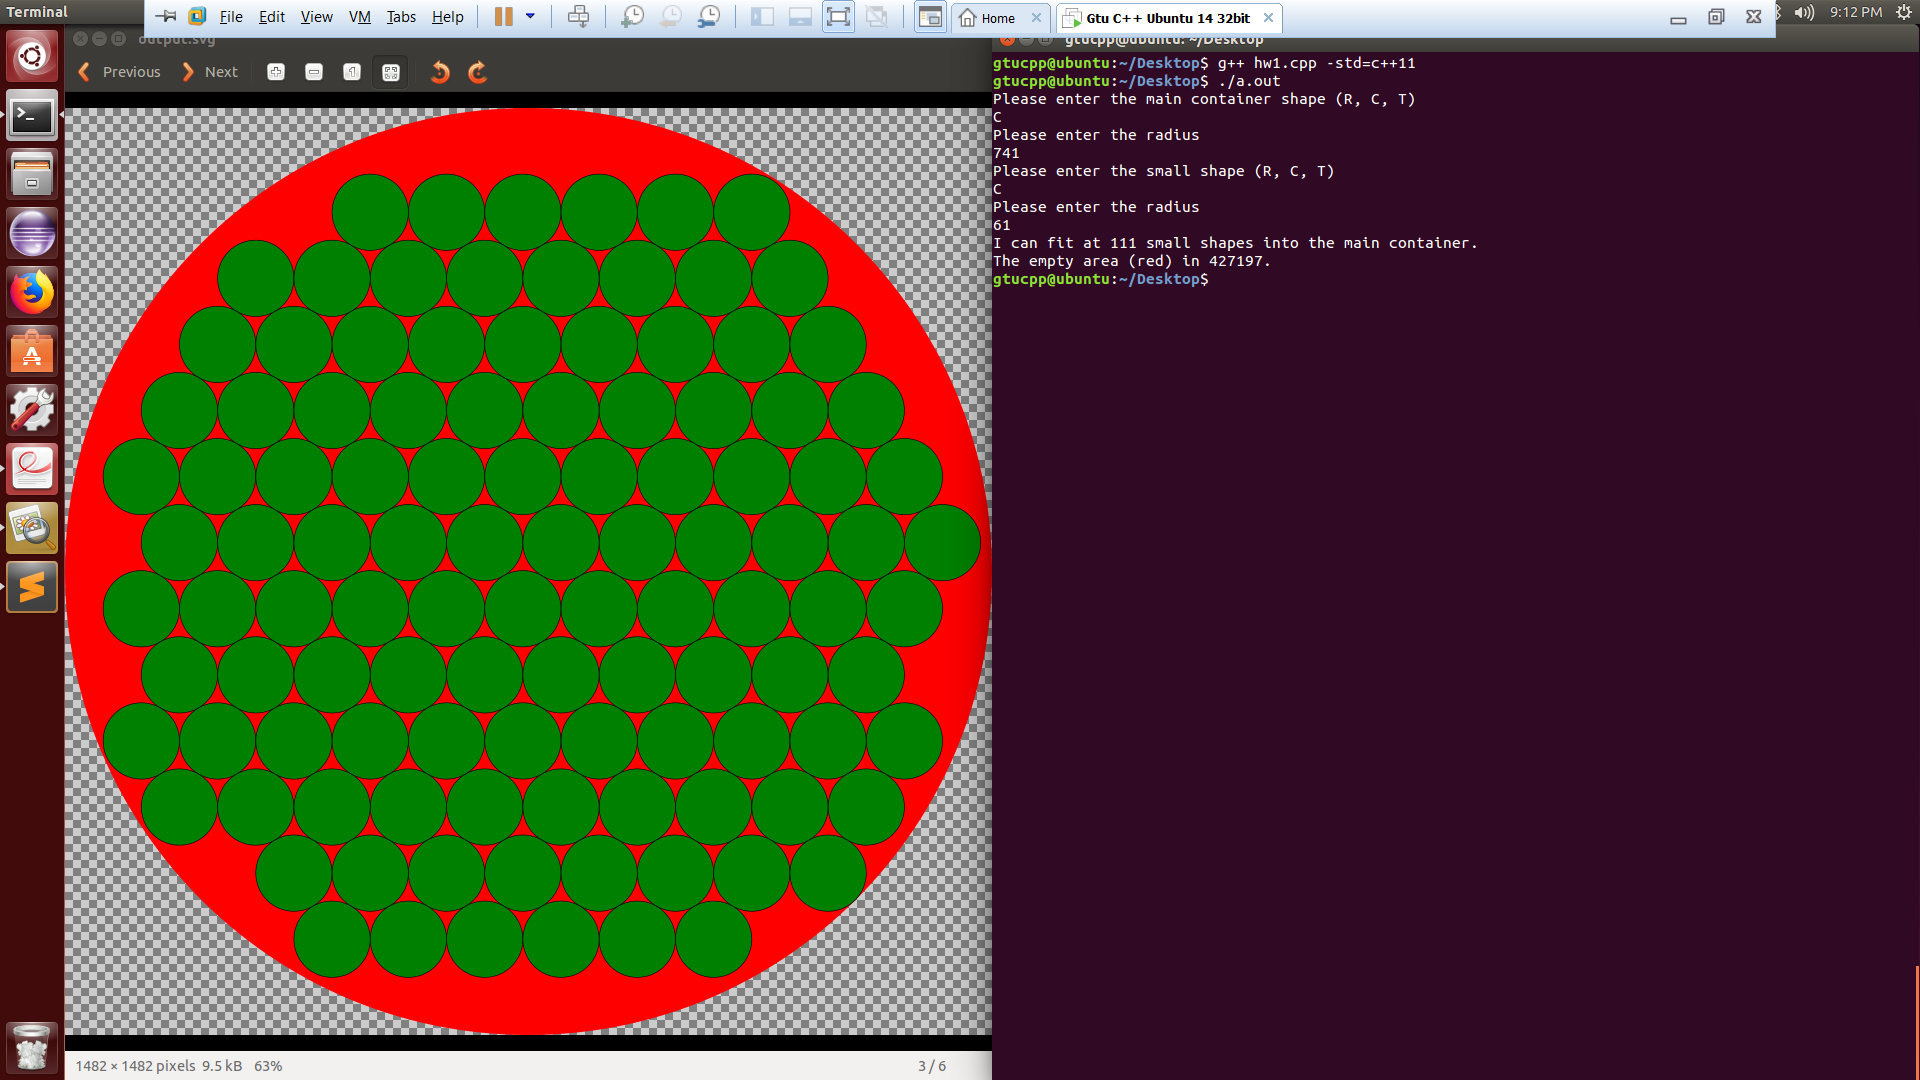 Terminal
File Edit View VM Tabs Help
Home
Gtu C++ Ubuntu 14 32bit
9:12 PM
output.svg
gtucpp@ubuntu: ~/Desktop
Previous Next
gtucpp@ubuntu:~/Desktop$ g++ hw1.cpp -std=c++11
gtucpp@ubuntu:~/Desktop$ ./a.out
Please enter the main container shape (R, C, T)
C
Please enter the radius
741
Please enter the small shape (R, C, T)
C
Please enter the radius
61
I can fit at 111 small shapes into the main container.
The empty area (red) in 427197.
gtucpp@ubuntu:~/Desktop$
1482 × 1482 pixels 9.5 kB 63%
3 / 6